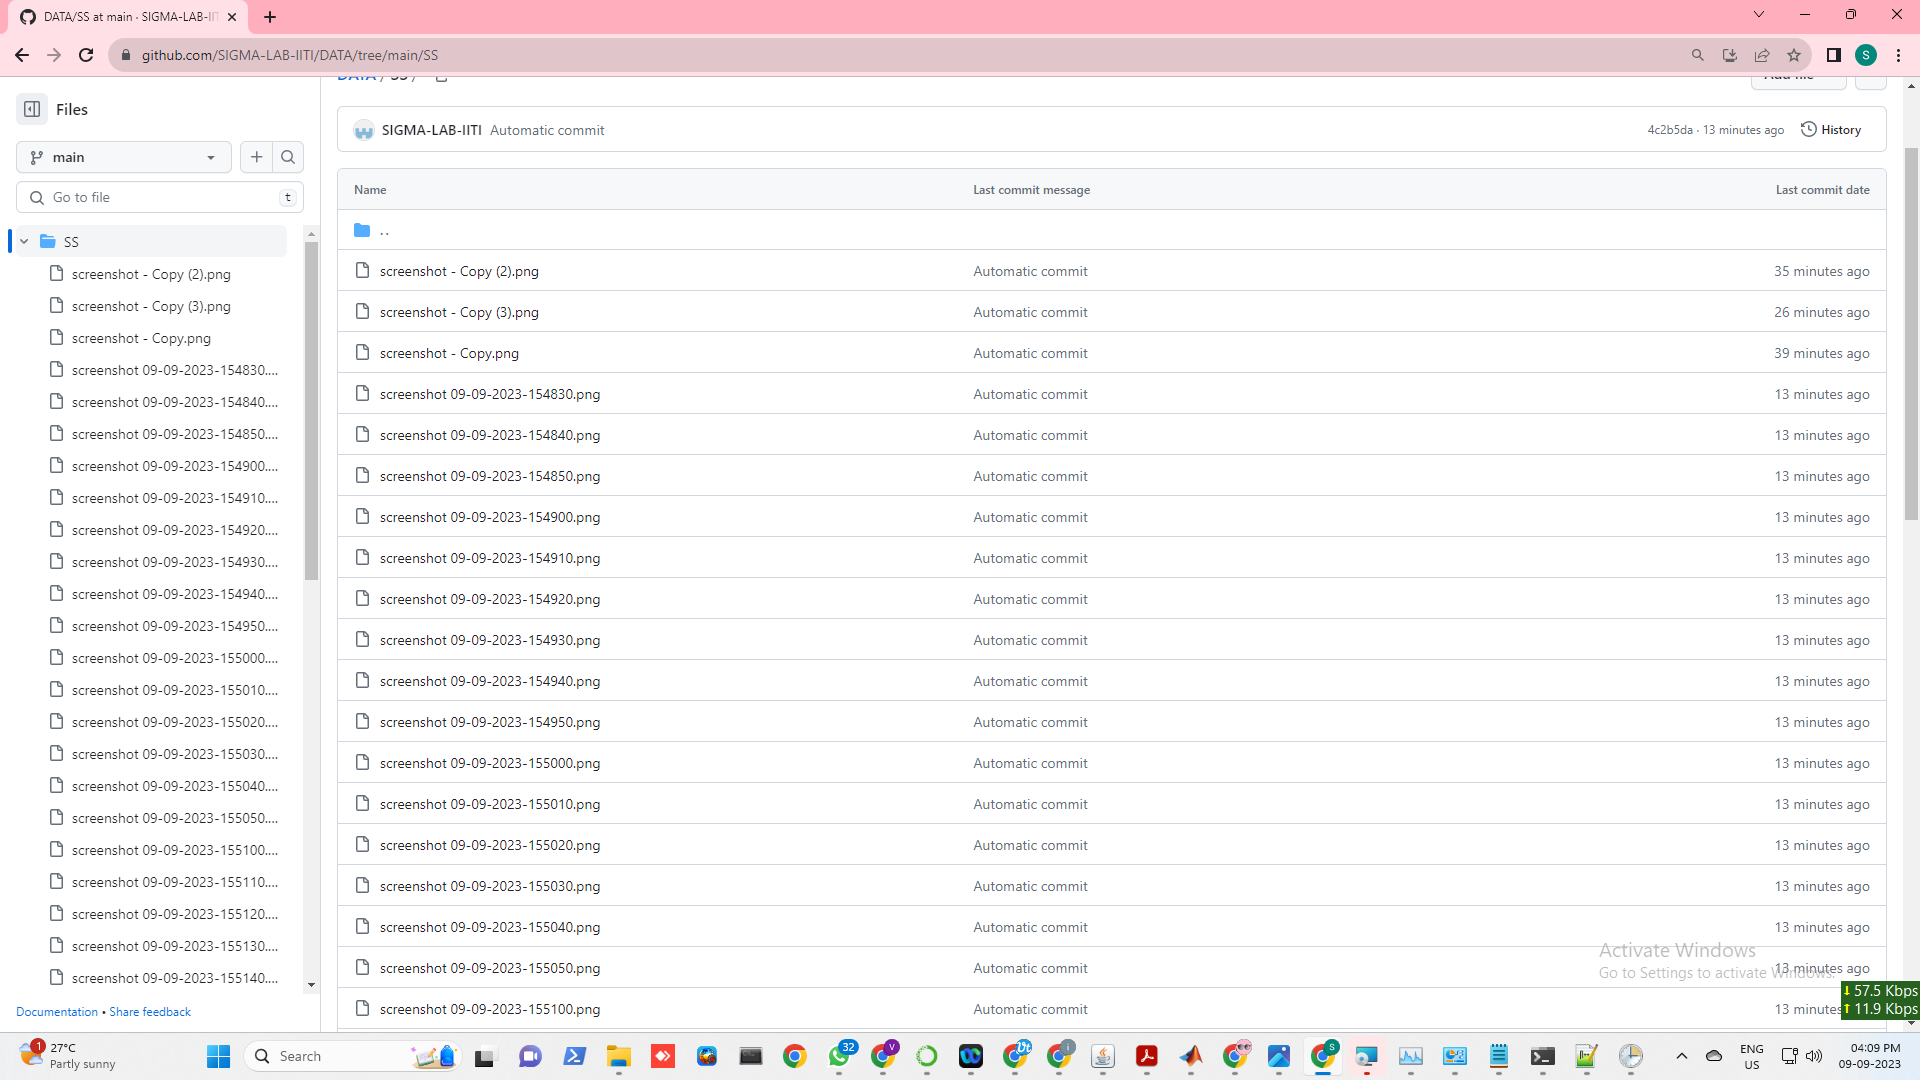 DATA/SS at main · SIGMA-LAB-IIT
github.com/SIGMA-LAB-IITI/DATA/tree/main/SS
S
Files
main
Go to file
t
SS
screenshot - Copy (2).png
screenshot - Copy (3).png
screenshot - Copy.png
screenshot 09-09-2023-154830....
screenshot 09-09-2023-154840....
screenshot 09-09-2023-154850....
screenshot 09-09-2023-154900....
screenshot 09-09-2023-154910....
screenshot 09-09-2023-154920....
screenshot 09-09-2023-154930....
screenshot 09-09-2023-154940....
screenshot 09-09-2023-154950....
screenshot 09-09-2023-155000....
screenshot 09-09-2023-155010....
screenshot 09-09-2023-155020....
screenshot 09-09-2023-155030....
screenshot 09-09-2023-155040....
screenshot 09-09-2023-155050....
screenshot 09-09-2023-155100....
screenshot 09-09-2023-155110....
screenshot 09-09-2023-155120....
screenshot 09-09-2023-155130....
screenshot 09-09-2023-155140....
Documentation • Share feedback
DATA / SS /
Add file
SIGMA-LAB-IITI Automatic commit 4c2b5da · 13 minutes ago History
Name Last commit message Last commit date
..
screenshot - Copy (2).png Automatic commit 35 minutes ago
screenshot - Copy (3).png Automatic commit 26 minutes ago
screenshot - Copy.png Automatic commit 39 minutes ago
screenshot 09-09-2023-154830.png Automatic commit 13 minutes ago
screenshot 09-09-2023-154840.png Automatic commit 13 minutes ago
screenshot 09-09-2023-154850.png Automatic commit 13 minutes ago
screenshot 09-09-2023-154900.png Automatic commit 13 minutes ago
screenshot 09-09-2023-154910.png Automatic commit 13 minutes ago
screenshot 09-09-2023-154920.png Automatic commit 13 minutes ago
screenshot 09-09-2023-154930.png Automatic commit 13 minutes ago
screenshot 09-09-2023-154940.png Automatic commit 13 minutes ago
screenshot 09-09-2023-154950.png Automatic commit 13 minutes ago
screenshot 09-09-2023-155000.png Automatic commit 13 minutes ago
screenshot 09-09-2023-155010.png Automatic commit 13 minutes ago
screenshot 09-09-2023-155020.png Automatic commit 13 minutes ago
screenshot 09-09-2023-155030.png Automatic commit 13 minutes ago
screenshot 09-09-2023-155040.png Automatic commit 13 minutes ago
screenshot 09-09-2023-155050.png Automatic commit 13 minutes ago
screenshot 09-09-2023-155100.png Automatic commit 13 minutes
Activate Windows
Go to Settings to activate Windows.
57.5 Kbps
11.9 Kbps
1
27°C
Partly sunny
Search
32
V
S
ENG
US
04:09 PM
09-09-2023